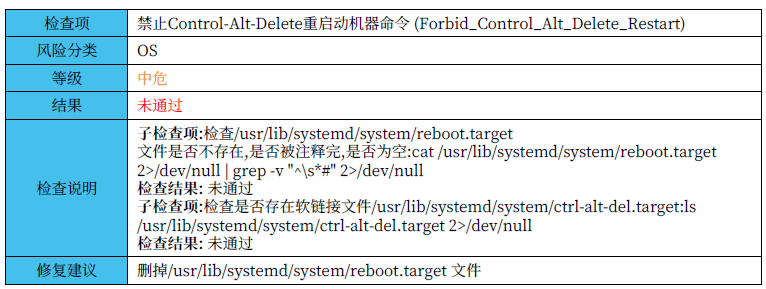 检查项 禁止Control-Alt-Delete重启动机器命令 (Forbid_Control_Alt_Delete_Restart)
风险分类 OS
等级 中危
结果 未通过
检查说明
子检查项:检查/usr/lib/systemd/system/reboot.target
文件是否不存在,是否被注释完,是否为空:cat /usr/lib/systemd/system/reboot.target
2>/dev/null | grep -v "^\s*#" 2>/dev/null
检查结果: 未通过
子检查项:检查是否存在软链接文件/usr/lib/systemd/system/ctrl-alt-del.target:ls
/usr/lib/systemd/system/ctrl-alt-del.target 2>/dev/null
检查结果: 未通过
修复建议 删掉/usr/lib/systemd/system/reboot.target 文件